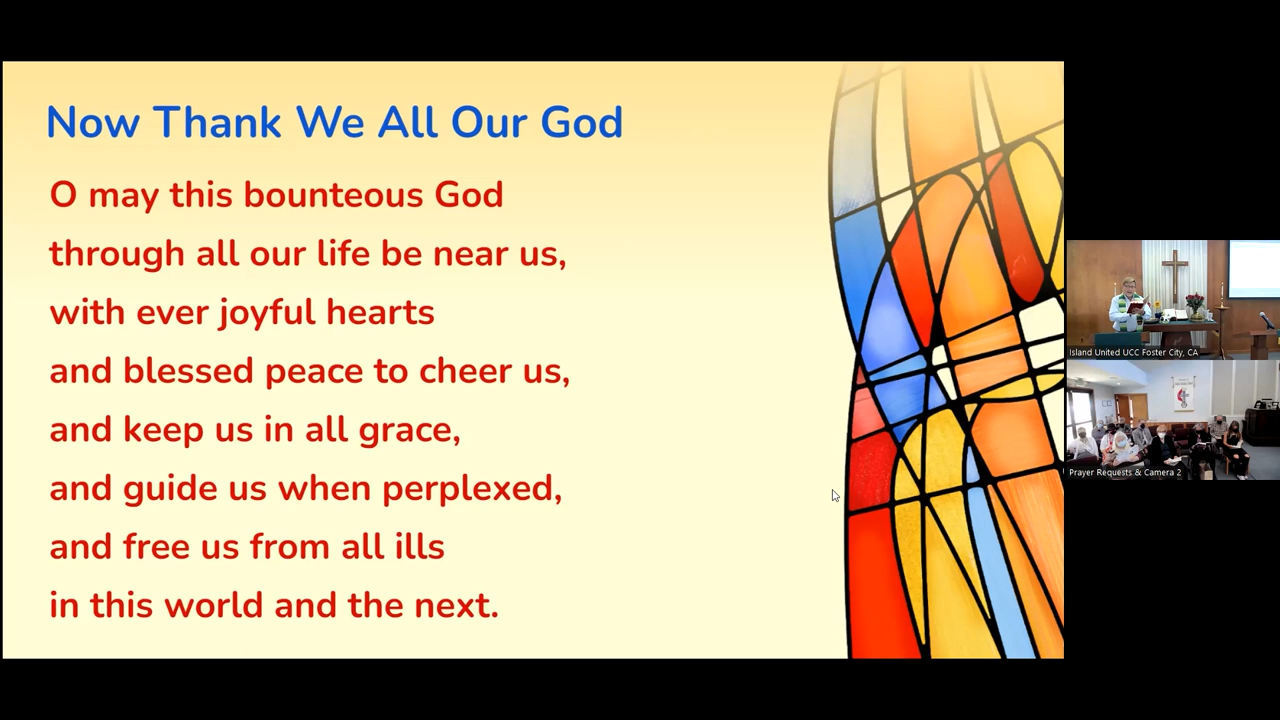 Now Thank We All Our God
O may this bounteous God
through all our life be near us,
with ever joyful hearts
and blessed peace to cheer us,
and keep us in all grace,
and guide us when perplexed,
and free us from all ills
in this world and the next.
Island United UCC Foster City, CA
Prayer Requests & Camera 2